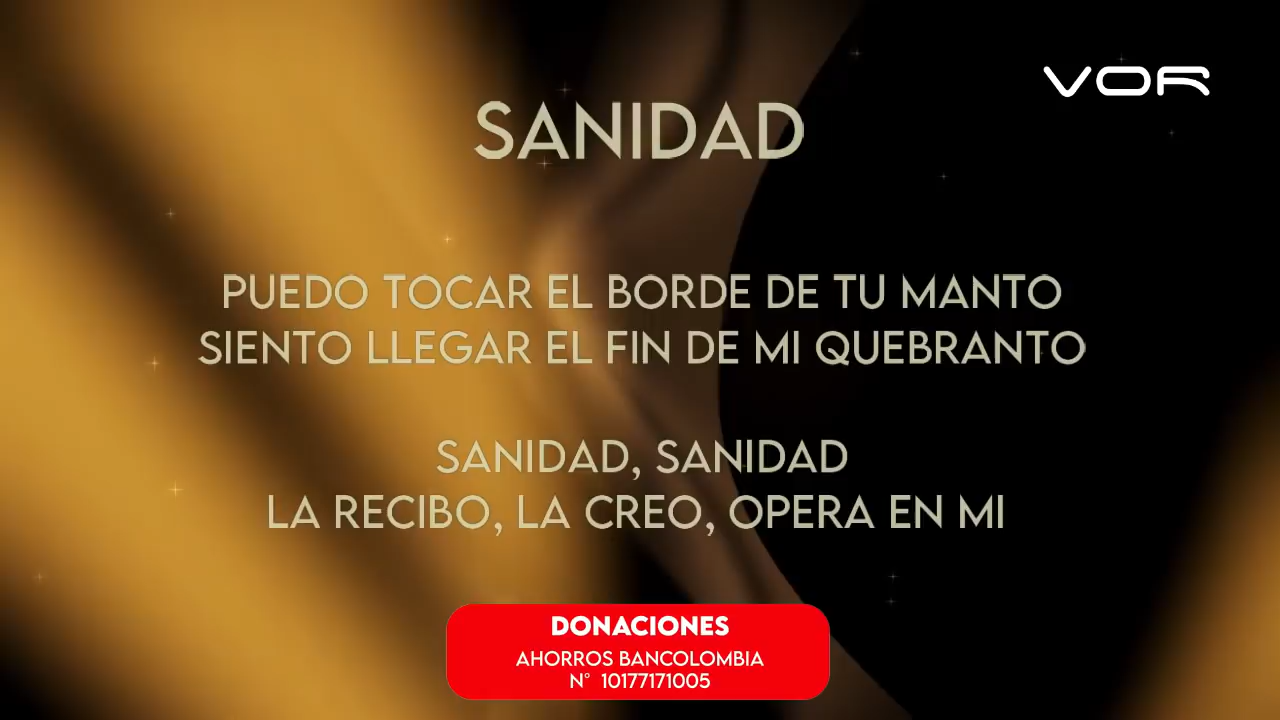 VOR
SANIDAD
PUEDO TOCAR EL BORDE DE TU MANTO
SIENTO LLEGAR EL FIN DE MI QUEBRANTO
SANIDAD, SANIDAD
LA RECIBO, LA CREO, OPERA EN MI
DONACIONES
AHORROS BANCOLOMBIA
N° 10177171005